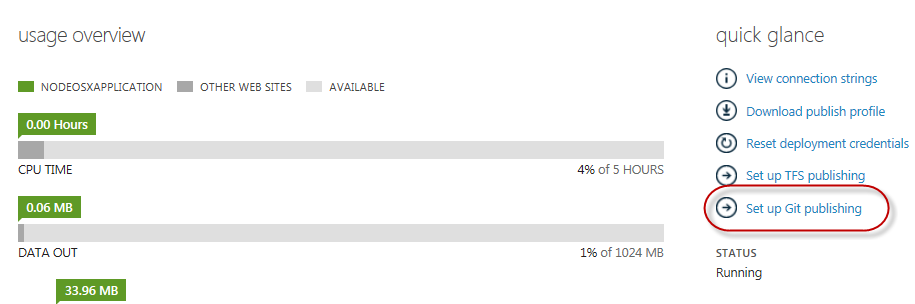 usage overview
NODEOSXAPPLICATION OTHER WEB SITES AVAILABLE
0.00 Hours
CPU TIME 4% of 5 HOURS
0.06 MB
DATA OUT 1% of 1024 MB
33.96 MB
quick glance
View connection strings
Download publish profile
Reset deployment credentials
Set up TFS publishing
Set up Git publishing
STATUS
Running